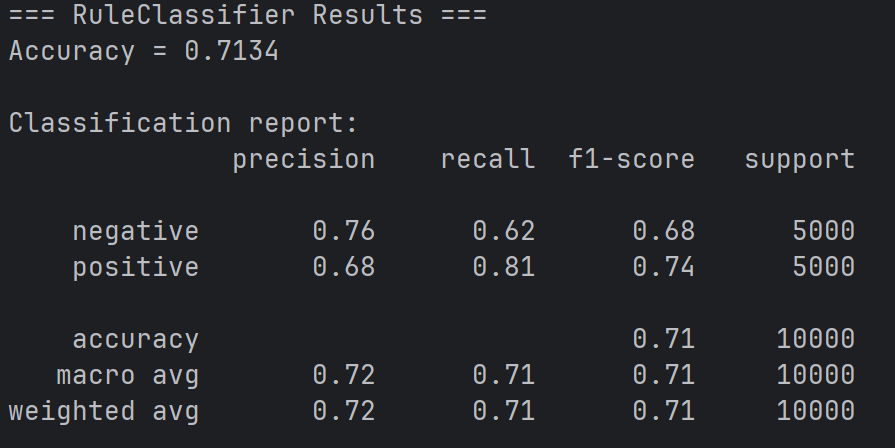 === RuleClassifier Results ===
Accuracy = 0.7134
Classification report:
precision recall f1-score support
negative 0.76 0.62 0.68 5000
positive 0.68 0.81 0.74 5000
accuracy 0.71 10000
macro avg 0.72 0.71 0.71 10000
weighted avg 0.72 0.71 0.71 10000